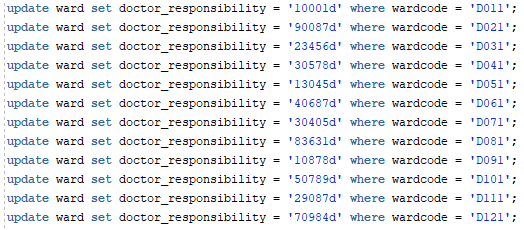 update ward set doctor_responsibility = '10001d' where wardcode = 'D011';
update ward set doctor_responsibility = '90087d' where wardcode = 'D021';
update ward set doctor_responsibility = '23456d' where wardcode = 'D031';
update ward set doctor_responsibility = '30578d' where wardcode = 'D041';
update ward set doctor_responsibility = '13045d' where wardcode = 'D051';
update ward set doctor_responsibility = '40687d' where wardcode = 'D061';
update ward set doctor_responsibility = '30405d' where wardcode = 'D071';
update ward set doctor_responsibility = '83631d' where wardcode = 'D081';
update ward set doctor_responsibility = '10878d' where wardcode = 'D091';
update ward set doctor_responsibility = '50789d' where wardcode = 'D101';
update ward set doctor_responsibility = '29087d' where wardcode = 'D111';
update ward set doctor_responsibility = '70984d' where wardcode = 'D121';